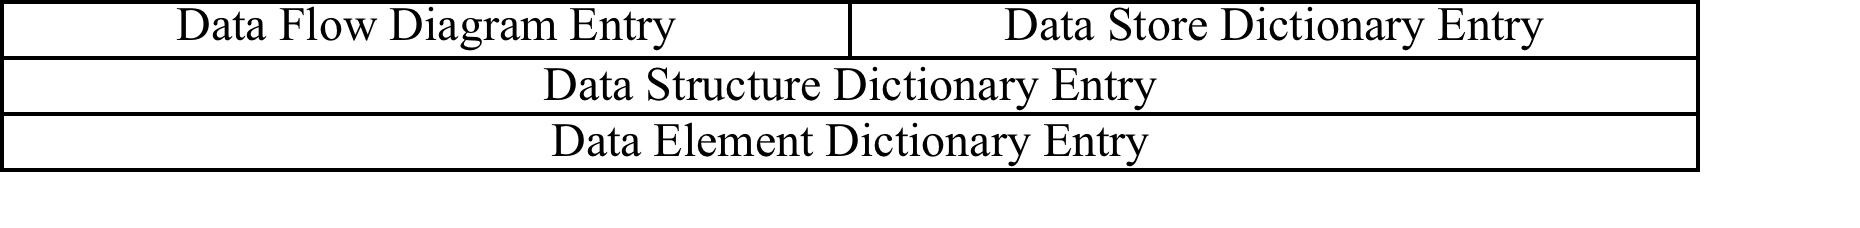 Data Flow Diagram Entry Data Store Dictionary Entry
Data Structure Dictionary Entry
Data Element Dictionary Entry